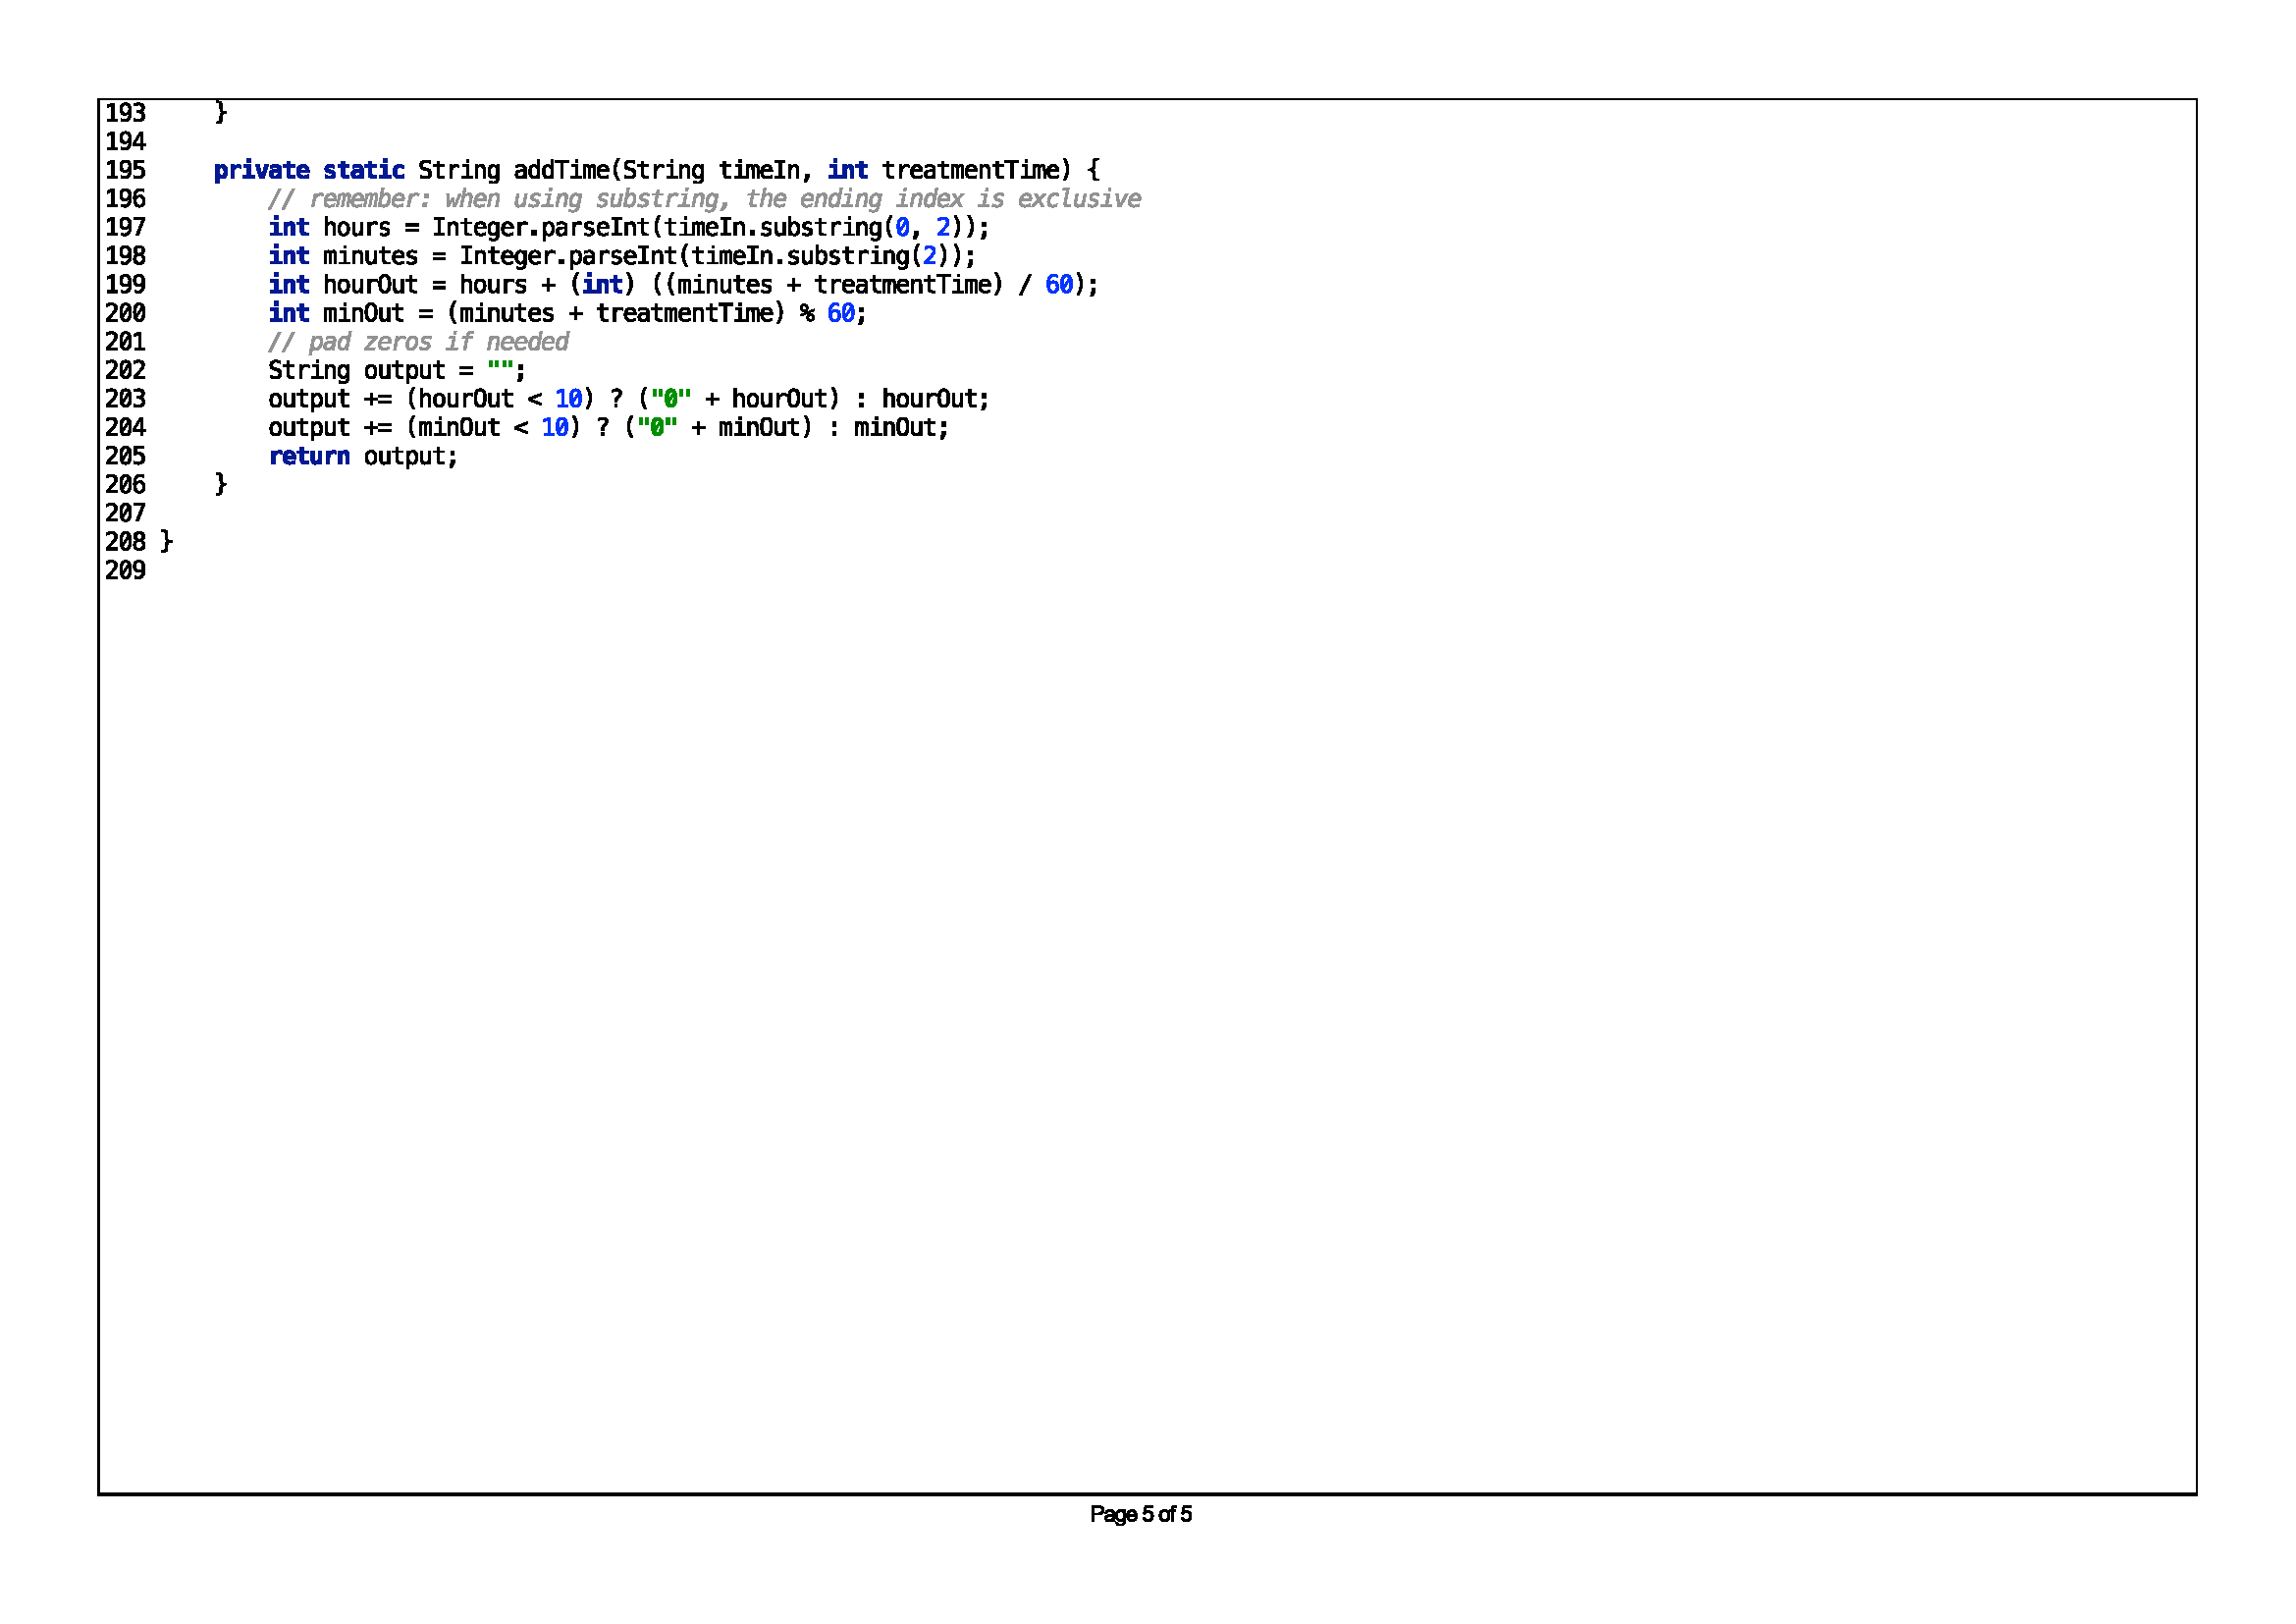 193     }
194
195     private static String addTime(String timeIn, int treatmentTime) {
196         // remember: when using substring, the ending index is exclusive
197         int hours = Integer.parseInt(timeIn.substring(0, 2));
198         int minutes = Integer.parseInt(timeIn.substring(2));
199         int hourOut = hours + (int) ((minutes + treatmentTime) / 60);
200         int minOut = (minutes + treatmentTime) % 60;
201         // pad zeros if needed
202         String output = "";
203         output += (hourOut < 10) ? ("0" + hourOut) : hourOut;
204         output += (minOut < 10) ? ("0" + minOut) : minOut;
205         return output;
206     }
207
208 }
209
Page 5 of 5